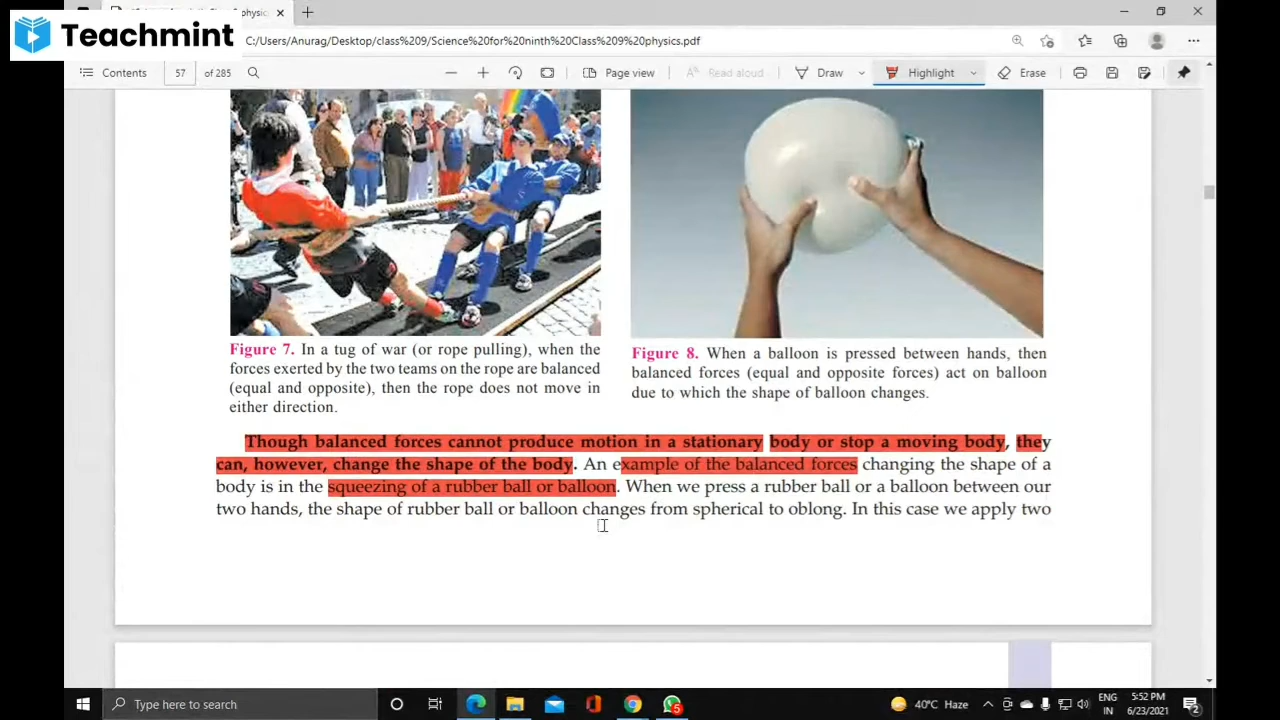 Teachmint
physic
C:/Users/Anurag/Desktop/class%209/Science%20for%20ninth%20Class%209%20physics.pdf
Contents
57
of 285
Page view
Read aloud
Draw
Highlight
Erase
Figure 7. In a tug of war (or rope pulling), when the
forces exerted by the two teams on the rope are balanced
(equal and opposite), then the rope does not move in
either direction.
Figure 8. When a balloon is pressed between hands, then
balanced forces (equal and opposite forces) act on balloon
due to which the shape of balloon changes.
Though balanced forces cannot produce motion in a stationary body or stop a moving body, they
can, however, change the shape of the body. An example of the balanced forces changing the shape of a
body is in the squeezing of a rubber ball or balloon. When we press a rubber ball or a balloon between our
two hands, the shape of rubber ball or balloon changes from spherical to oblong. In this case we apply two
Type here to search
5
40°C Haze
ENG
IN
5:52 PM
6/23/2021
2